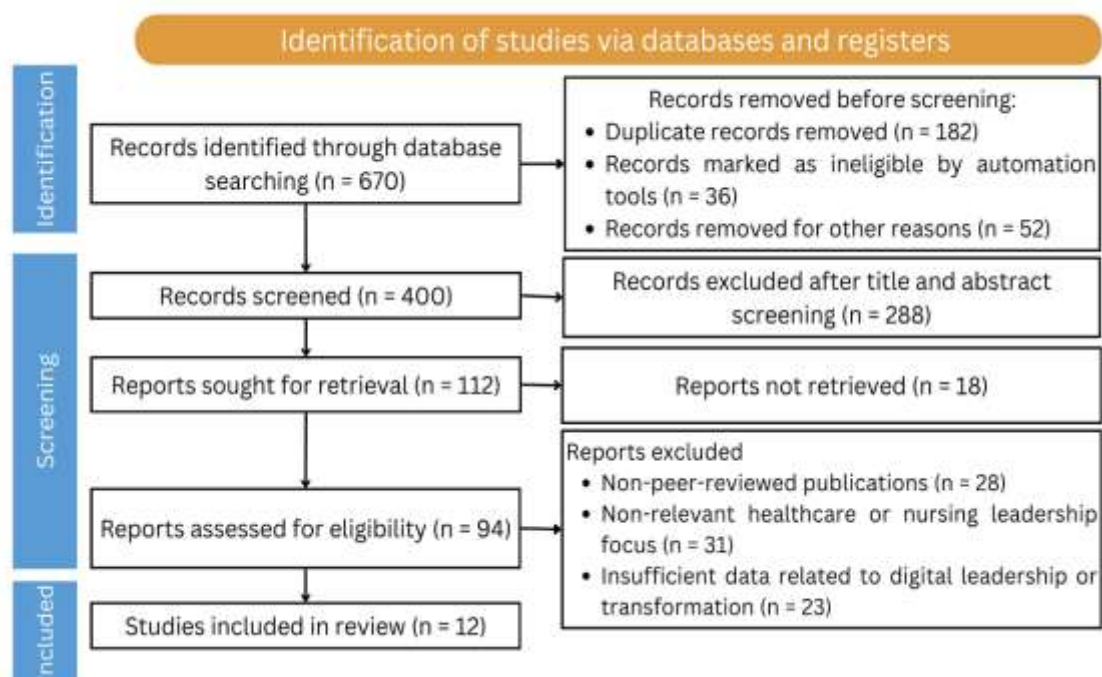 Identification of studies via databases and registers
Identification
Records identified through database
searching (n = 670)
Records removed before screening:
• Duplicate records removed (n = 182)
• Records marked as ineligible by automation
tools (n = 36)
• Records removed for other reasons (n = 52)
Screening
Records screened (n = 400)
Records excluded after title and abstract
screening (n = 288)
Reports sought for retrieval (n = 112)
Reports not retrieved (n = 18)
Reports assessed for eligibility (n = 94)
Reports excluded
• Non-peer-reviewed publications (n = 28)
• Non-relevant healthcare or nursing leadership
focus (n = 31)
• Insufficient data related to digital leadership or
transformation (n = 23)
Included
Studies included in review (n = 12)